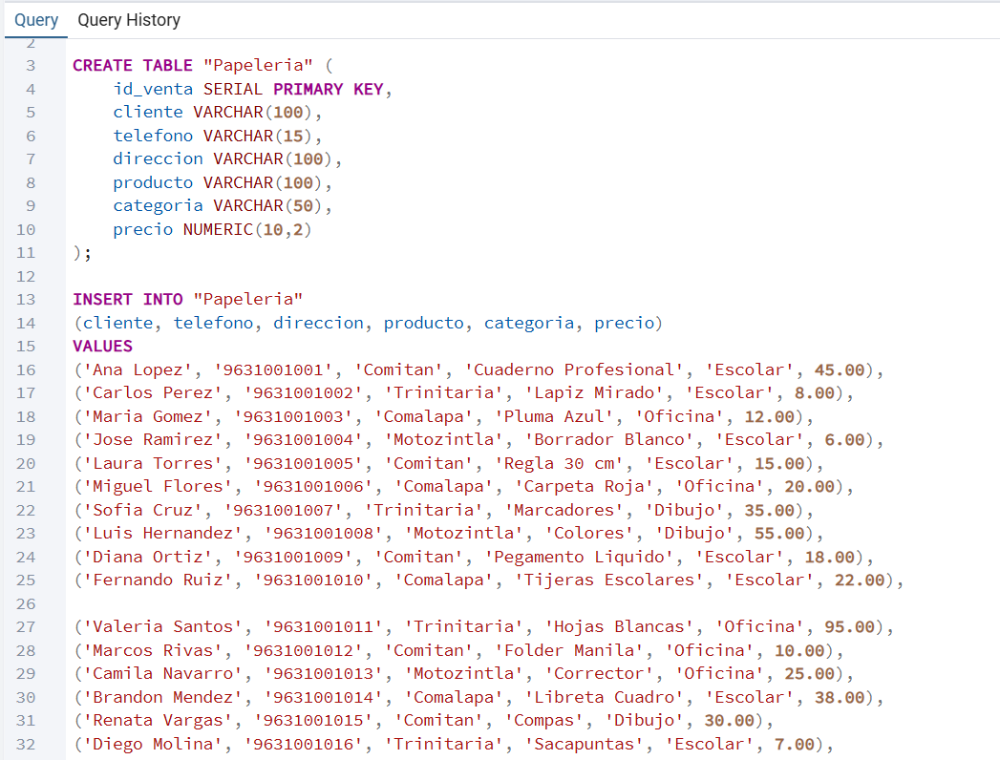 Query Query History
2
3 CREATE TABLE "Papeleria" (
4 id_venta SERIAL PRIMARY KEY,
5 cliente VARCHAR(100),
6 telefono VARCHAR(15),
7 direccion VARCHAR(100),
8 producto VARCHAR(100),
9 categoria VARCHAR(50),
10 precio NUMERIC(10,2)
11 );
12
13 INSERT INTO "Papeleria"
14 (cliente, telefono, direccion, producto, categoria, precio)
15 VALUES
16 ('Ana Lopez', '9631001001', 'Comitan', 'Cuaderno Profesional', 'Escolar', 45.00),
17 ('Carlos Perez', '9631001002', 'Trinitaria', 'Lapiz Mirado', 'Escolar', 8.00),
18 ('Maria Gomez', '9631001003', 'Comalapa', 'Pluma Azul', 'Oficina', 12.00),
19 ('Jose Ramirez', '9631001004', 'Motozintla', 'Borrador Blanco', 'Escolar', 6.00),
20 ('Laura Torres', '9631001005', 'Comitan', 'Regla 30 cm', 'Escolar', 15.00),
21 ('Miguel Flores', '9631001006', 'Comalapa', 'Carpeta Roja', 'Oficina', 20.00),
22 ('Sofia Cruz', '9631001007', 'Trinitaria', 'Marcadores', 'Dibujo', 35.00),
23 ('Luis Hernandez', '9631001008', 'Motozintla', 'Colores', 'Dibujo', 55.00),
24 ('Diana Ortiz', '9631001009', 'Comitan', 'Pegamento Liquido', 'Escolar', 18.00),
25 ('Fernando Ruiz', '9631001010', 'Comalapa', 'Tijeras Escolares', 'Escolar', 22.00),
26
27 ('Valeria Santos', '9631001011', 'Trinitaria', 'Hojas Blancas', 'Oficina', 95.00),
28 ('Marcos Rivas', '9631001012', 'Comitan', 'Folder Manila', 'Oficina', 10.00),
29 ('Camila Navarro', '9631001013', 'Motozintla', 'Corrector', 'Oficina', 25.00),
30 ('Brandon Mendez', '9631001014', 'Comalapa', 'Libreta Cuadro', 'Escolar', 38.00),
31 ('Renata Vargas', '9631001015', 'Comitan', 'Compas', 'Dibujo', 30.00),
32 ('Diego Molina', '9631001016', 'Trinitaria', 'Sacapuntas', 'Escolar', 7.00),